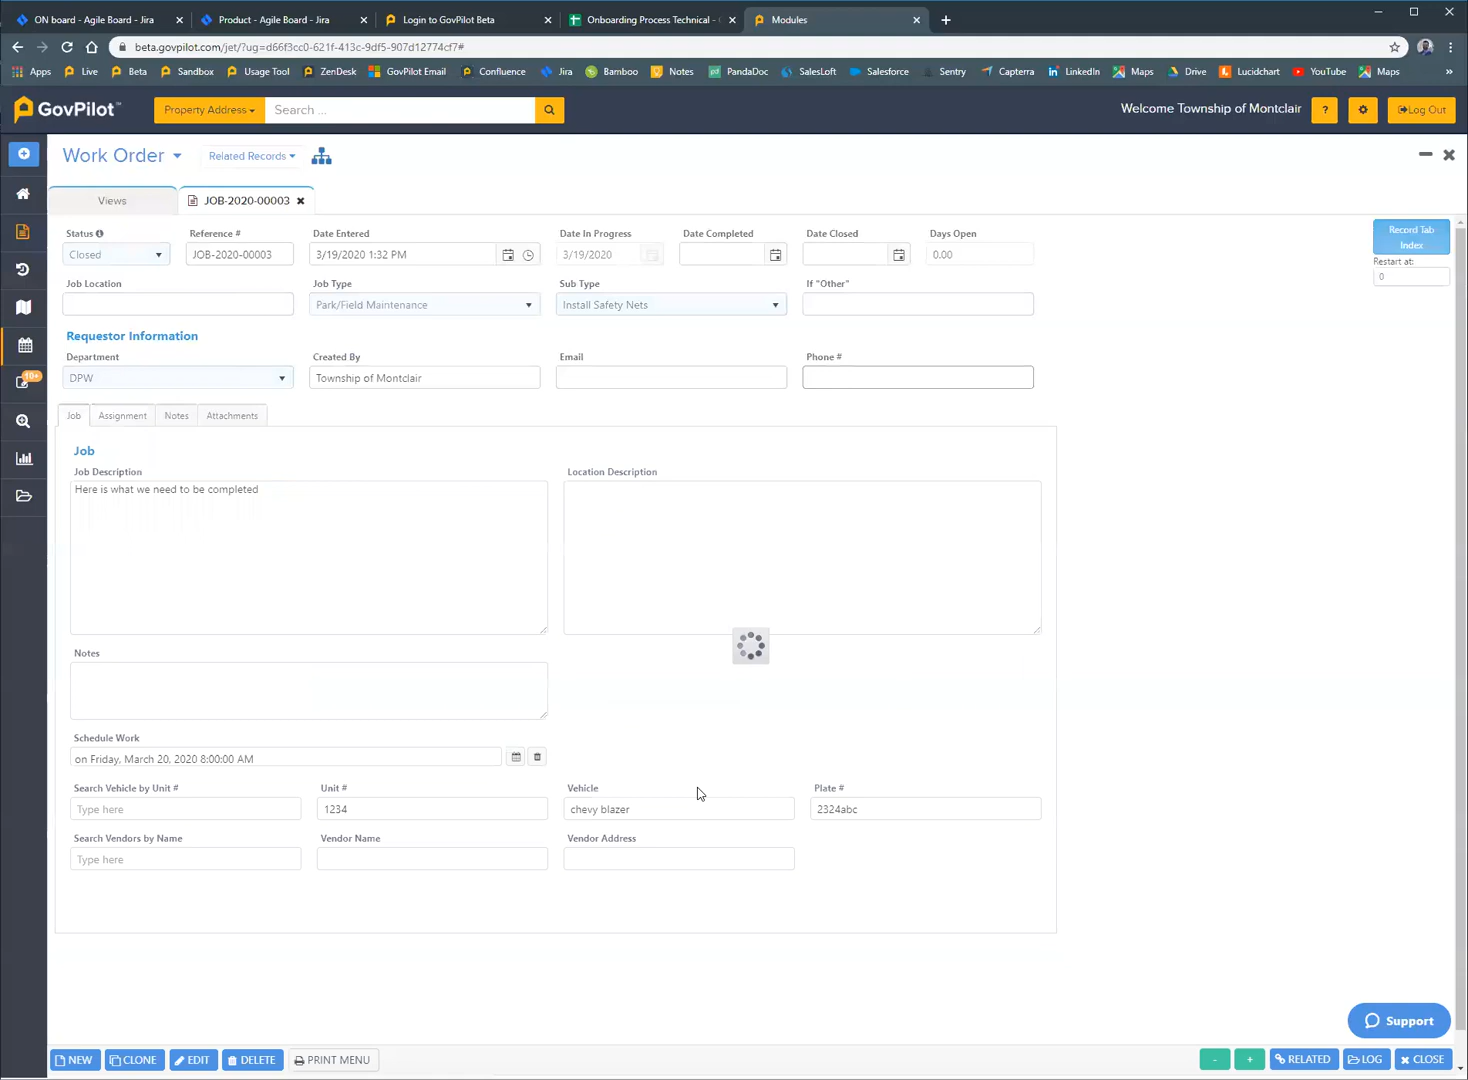 ON board - Agile Board - Jira
Product - Agile Board - Jira
Login to GovPilot Beta
Onboarding Process Technical -
Modules
beta.govpilot.com/jet/?ug=d66f3cc0-621f-413c-9df5-907d12774cf7#
Apps
Live
Beta
Sandbox
Usage Tool
ZenDesk
GovPilot Email
Confluence
Jira
Bamboo
Notes
PandaDoc
SalesLoft
Salesforce
Sentry
Capterra
LinkedIn
Maps
Drive
Lucidchart
YouTube
Maps
»
GovPilot™
Property Address
Search ...
Welcome Township of Montclair
?
Log Out
Work Order
Related Records
Views
JOB-2020-00003
Record Tab Index
Restart at:
0
Status
Reference #
Date Entered
Date In Progress
Date Completed
Date Closed
Days Open
Closed
JOB-2020-00003
3/19/2020 1:32 PM
3/19/2020
0.00
Job Location
Job Type
Sub Type
If "Other"
Park/Field Maintenance
Install Safety Nets
Requestor Information
Department
Created By
Email
Phone #
DPW
Township of Montclair
10+
Job
Assignment
Notes
Attachments
Job
Job Description
Location Description
Here is what we need to be completed
Notes
Schedule Work
on Friday, March 20, 2020 8:00:00 AM
Search Vehicle by Unit #
Unit #
Vehicle
Plate #
Type here
1234
chevy blazer
2324abc
Search Vendors by Name
Vendor Name
Vendor Address
Type here
Support
NEW
CLONE
EDIT
DELETE
PRINT MENU
-
+
RELATED
LOG
CLOSE